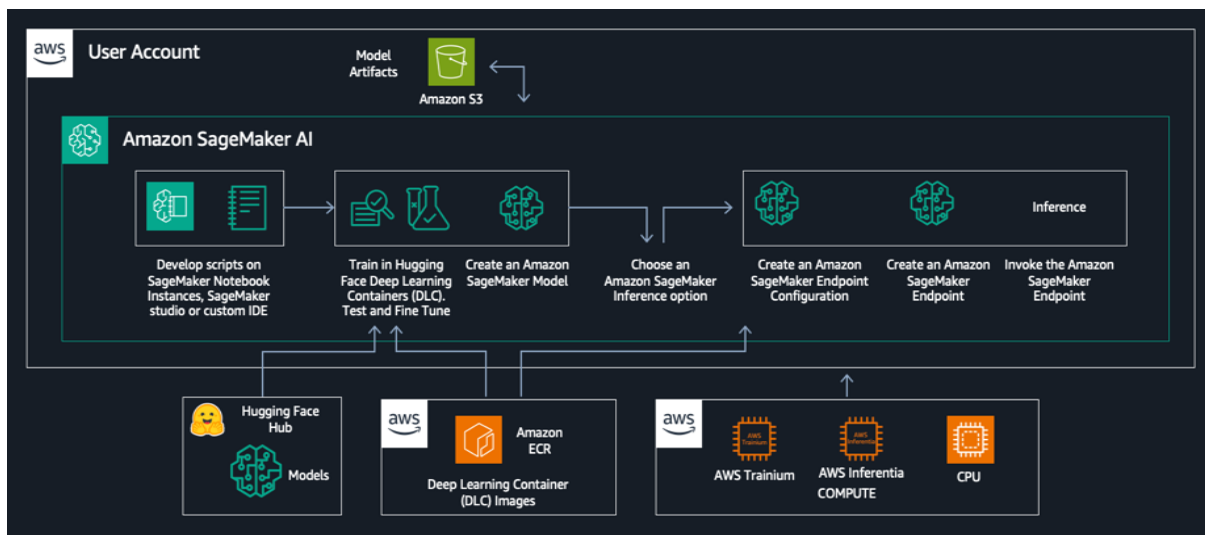 aws
User Account
Model
Artifacts
Amazon S3
Amazon SageMaker AI
Inference
Develop scripts on
SageMaker Notebook
Instances, SageMaker
studio or custom IDE
Train in Hugging
Face Deep Learning
Containers (DLC).
Test and Fine Tune
Create an Amazon
SageMaker Model
Choose an
Amazon SageMaker
Inference option
Create an Amazon
SageMaker Endpoint
Configuration
Create an Amazon
SageMaker
Endpoint
Invoke the Amazon
SageMaker
Endpoint
Hugging Face
Hub
Models
aws
Amazon
ECR
Deep Learning Container
(DLC) Images
aws
AWS
Trainium
AWS Trainium
AWS
Inferentia
AWS Inferentia
COMPUTE
CPU